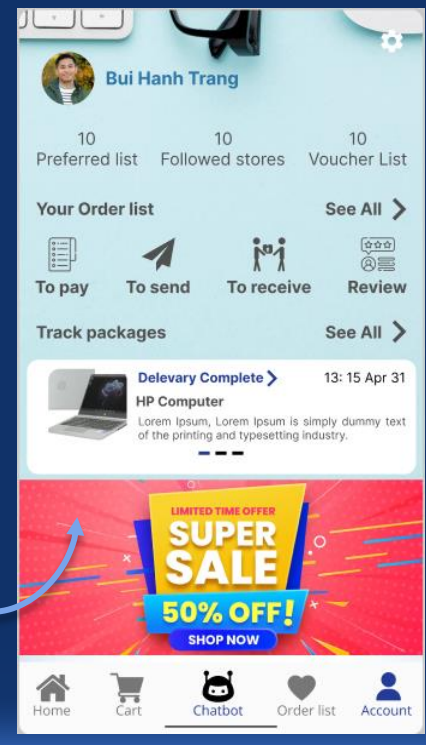 Bui Hanh Trang
10 10 10
Preferred list Followed stores Voucher List
Your Order list See All
To pay To send To receive Review
Track packages See All
Delevary Complete 13: 15 Apr 31
HP Computer
Lorem Ipsum, Lorem Ipsum is simply dummy text
of the printing and typesetting industry.
LIMITED TIME OFFER
SUPER
SALE
50% OFF!
SHOP NOW
Home Cart Chatbot Order list Account